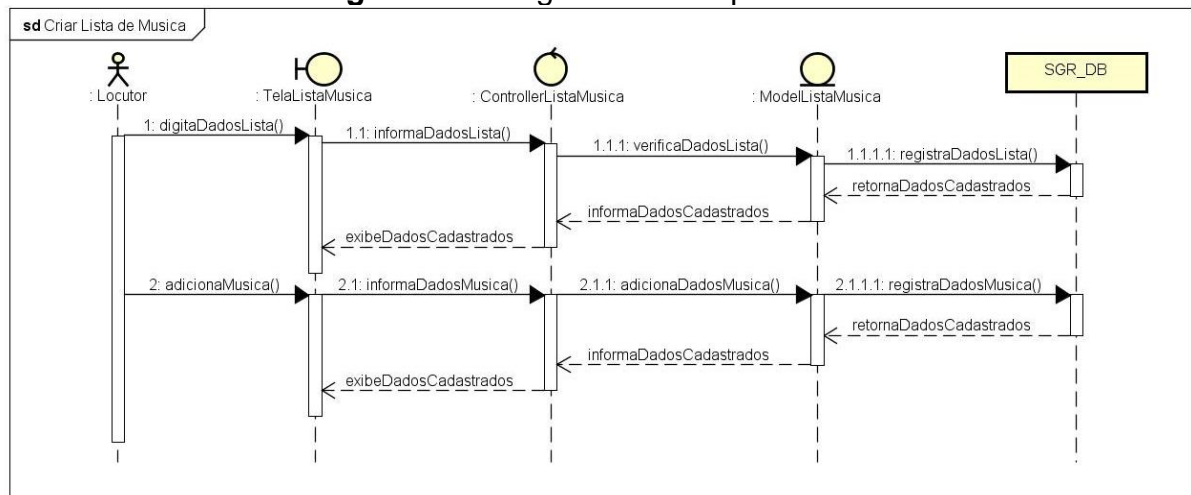 sd Criar Lista de Musica
SGR_DB
: Locutor
: TelaListaMusica
: ControllerListaMusica
: ModelListaMusica
1: digitaDadosLista()
1.1: informaDadosLista()
1.1.1: verificaDadosLista()
1.1.1.1: registraDadosLista()
retornaDadosCadastrados
informaDadosCadastrados
exibeDadosCadastrados
2: adicionaMusica()
2.1: informaDadosMusica()
2.1.1: adicionaDadosMusica()
2.1.1.1: registraDadosMusica()
retornaDadosCadastrados
informaDadosCadastrados
exibeDadosCadastrados